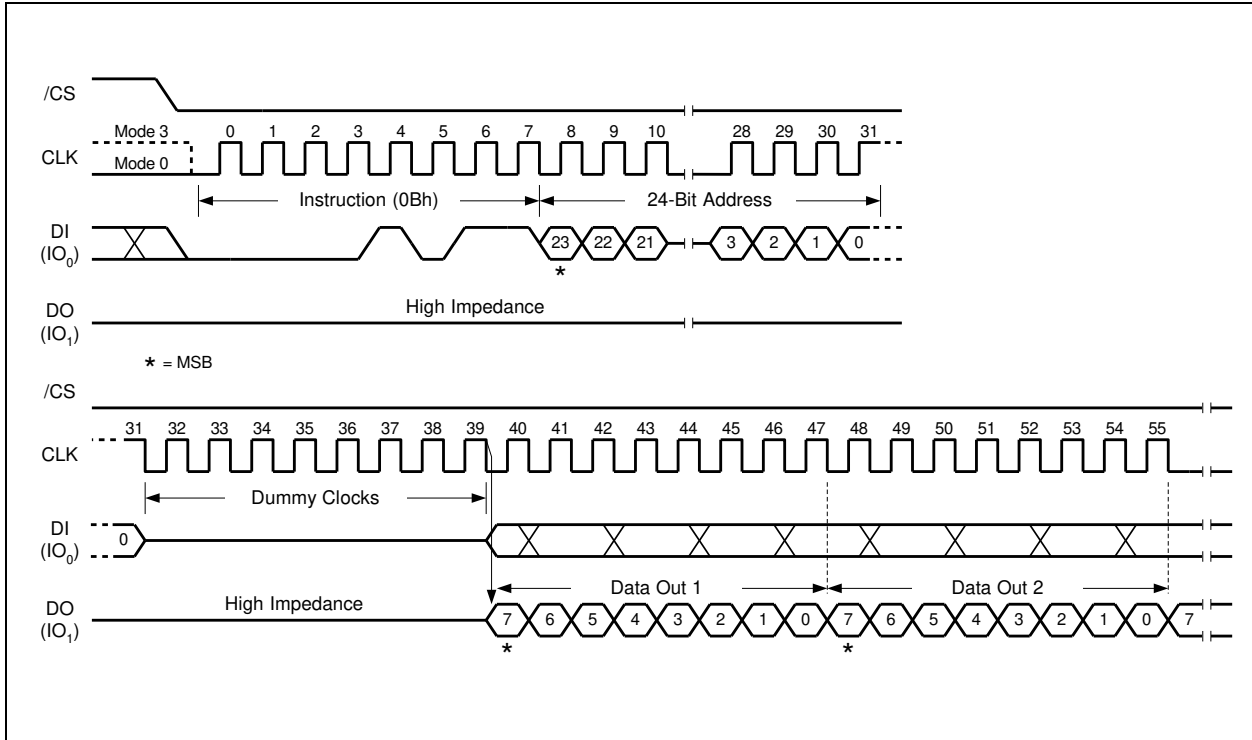 /CS
Mode 3
0 1 2 3 4 5 6 7 8 9 10 28 29 30 31
CLK
Mode 0
Instruction (0Bh) 24-Bit Address
DI
(IO0)
23 22 21 3 2 1 0
*
DO
(IO1)
High Impedance
* = MSB
/CS
31 32 33 34 35 36 37 38 39 40 41 42 43 44 45 46 47 48 49 50 51 52 53 54 55
CLK
Dummy Clocks
DI
(IO0)
0
Data Out 1 Data Out 2
DO
(IO1)
High Impedance
7 6 5 4 3 2 1 0 7 6 5 4 3 2 1 0 7
* *